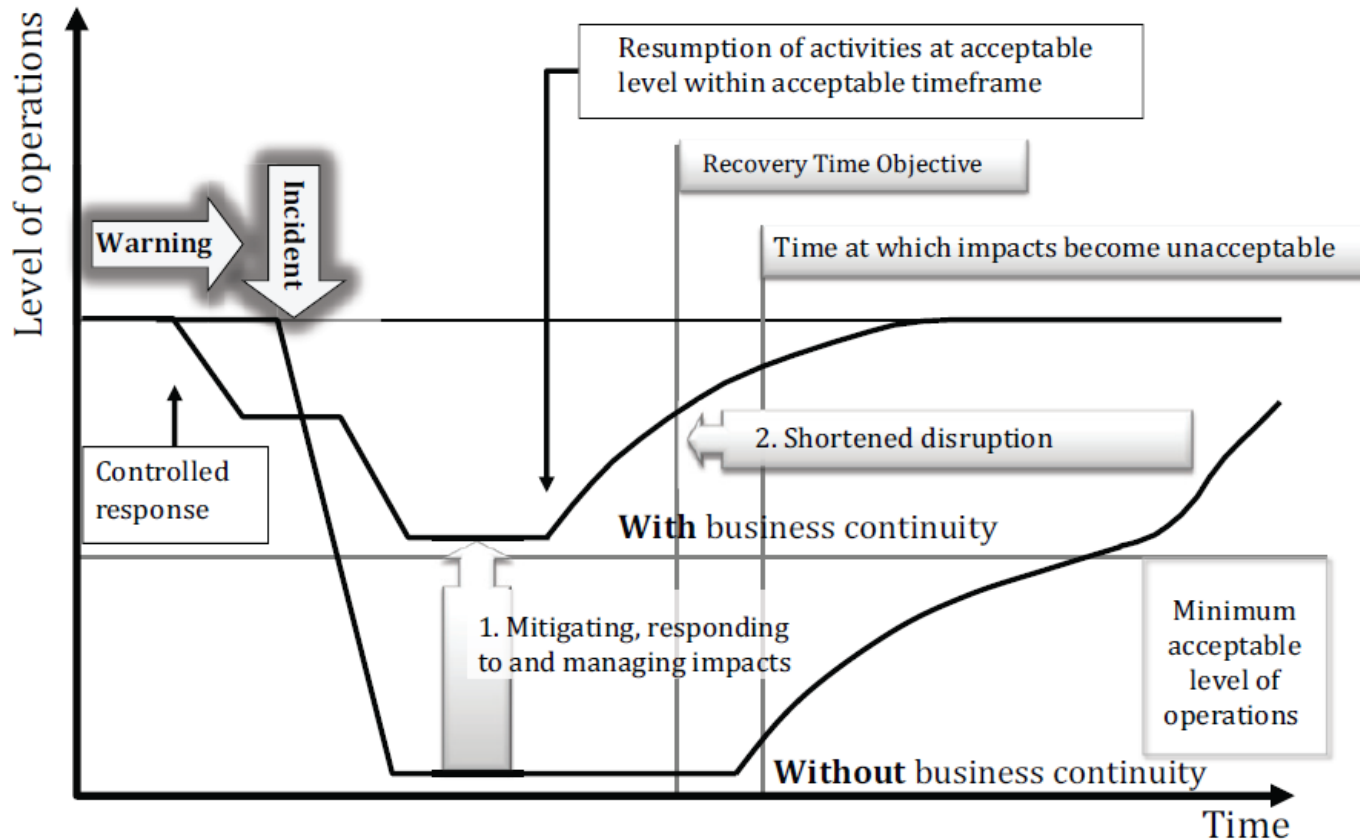 Level of operations
Resumption of activities at acceptable
level within acceptable timeframe
Recovery Time Objective
Incident
Warning
Time at which impacts become unacceptable
Controlled
response
2. Shortened disruption
With business continuity
1. Mitigating, responding
to and managing impacts
Minimum
acceptable
level of
operations
Without business continuity
Time